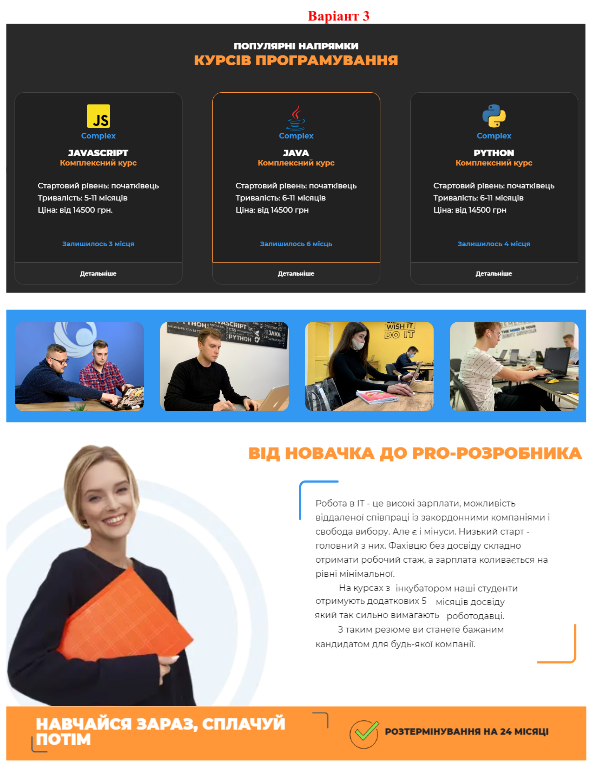 Варіант 3
ПОПУЛЯРНІ НАПРЯМКИ
КУРСІВ ПРОГРАМУВАННЯ
JS
Complex
JAVASCRIPT
Комплексний курс
Стартовий рівень: початківець
Тривалість: 5-11 місяців
Ціна: від 14500 грн.
Залишилось 3 місця
Детальніше
Complex
JAVA
Комплексний курс
Стартовий рівень: початківець
Тривалість: 6-11 місяців
Ціна: від 14500 грн
Залишилось 6 місць
Детальніше
Complex
PYTHON
Комплексний курс
Стартовий рівень: початківець
Тривалість: 6-11 місяців
Ціна: від 14500 грн
Залишилось 4 місця
Детальніше
PYTHON
JAVA
WISH IT
DO IT
ВІД НОВАЧКА ДО PRO-РОЗРОБНИКА
Робота в ІТ - це високі зарплати, можливість
віддаленої співпраці із закордонними компаніями і
свобода вибору. Але є і мінуси. Низький старт -
головний з них. Фахівцю без досвіду складно
отримати робочий стаж, а зарплата коливається на
рівні мінімальної.
На курсах з інкубатором наші студенти
отримують додаткових 5 місяців досвіду
який так сильно вимагають роботодавці.
З таким резюме ви станете бажаним
кандидатом для будь-якої компанії.
НАВЧАЙСЯ ЗАРАЗ, СПЛАЧУЙ
ПОТІМ
РОЗТЕРМІНУВАННЯ НА 24 МІСЯЦІ